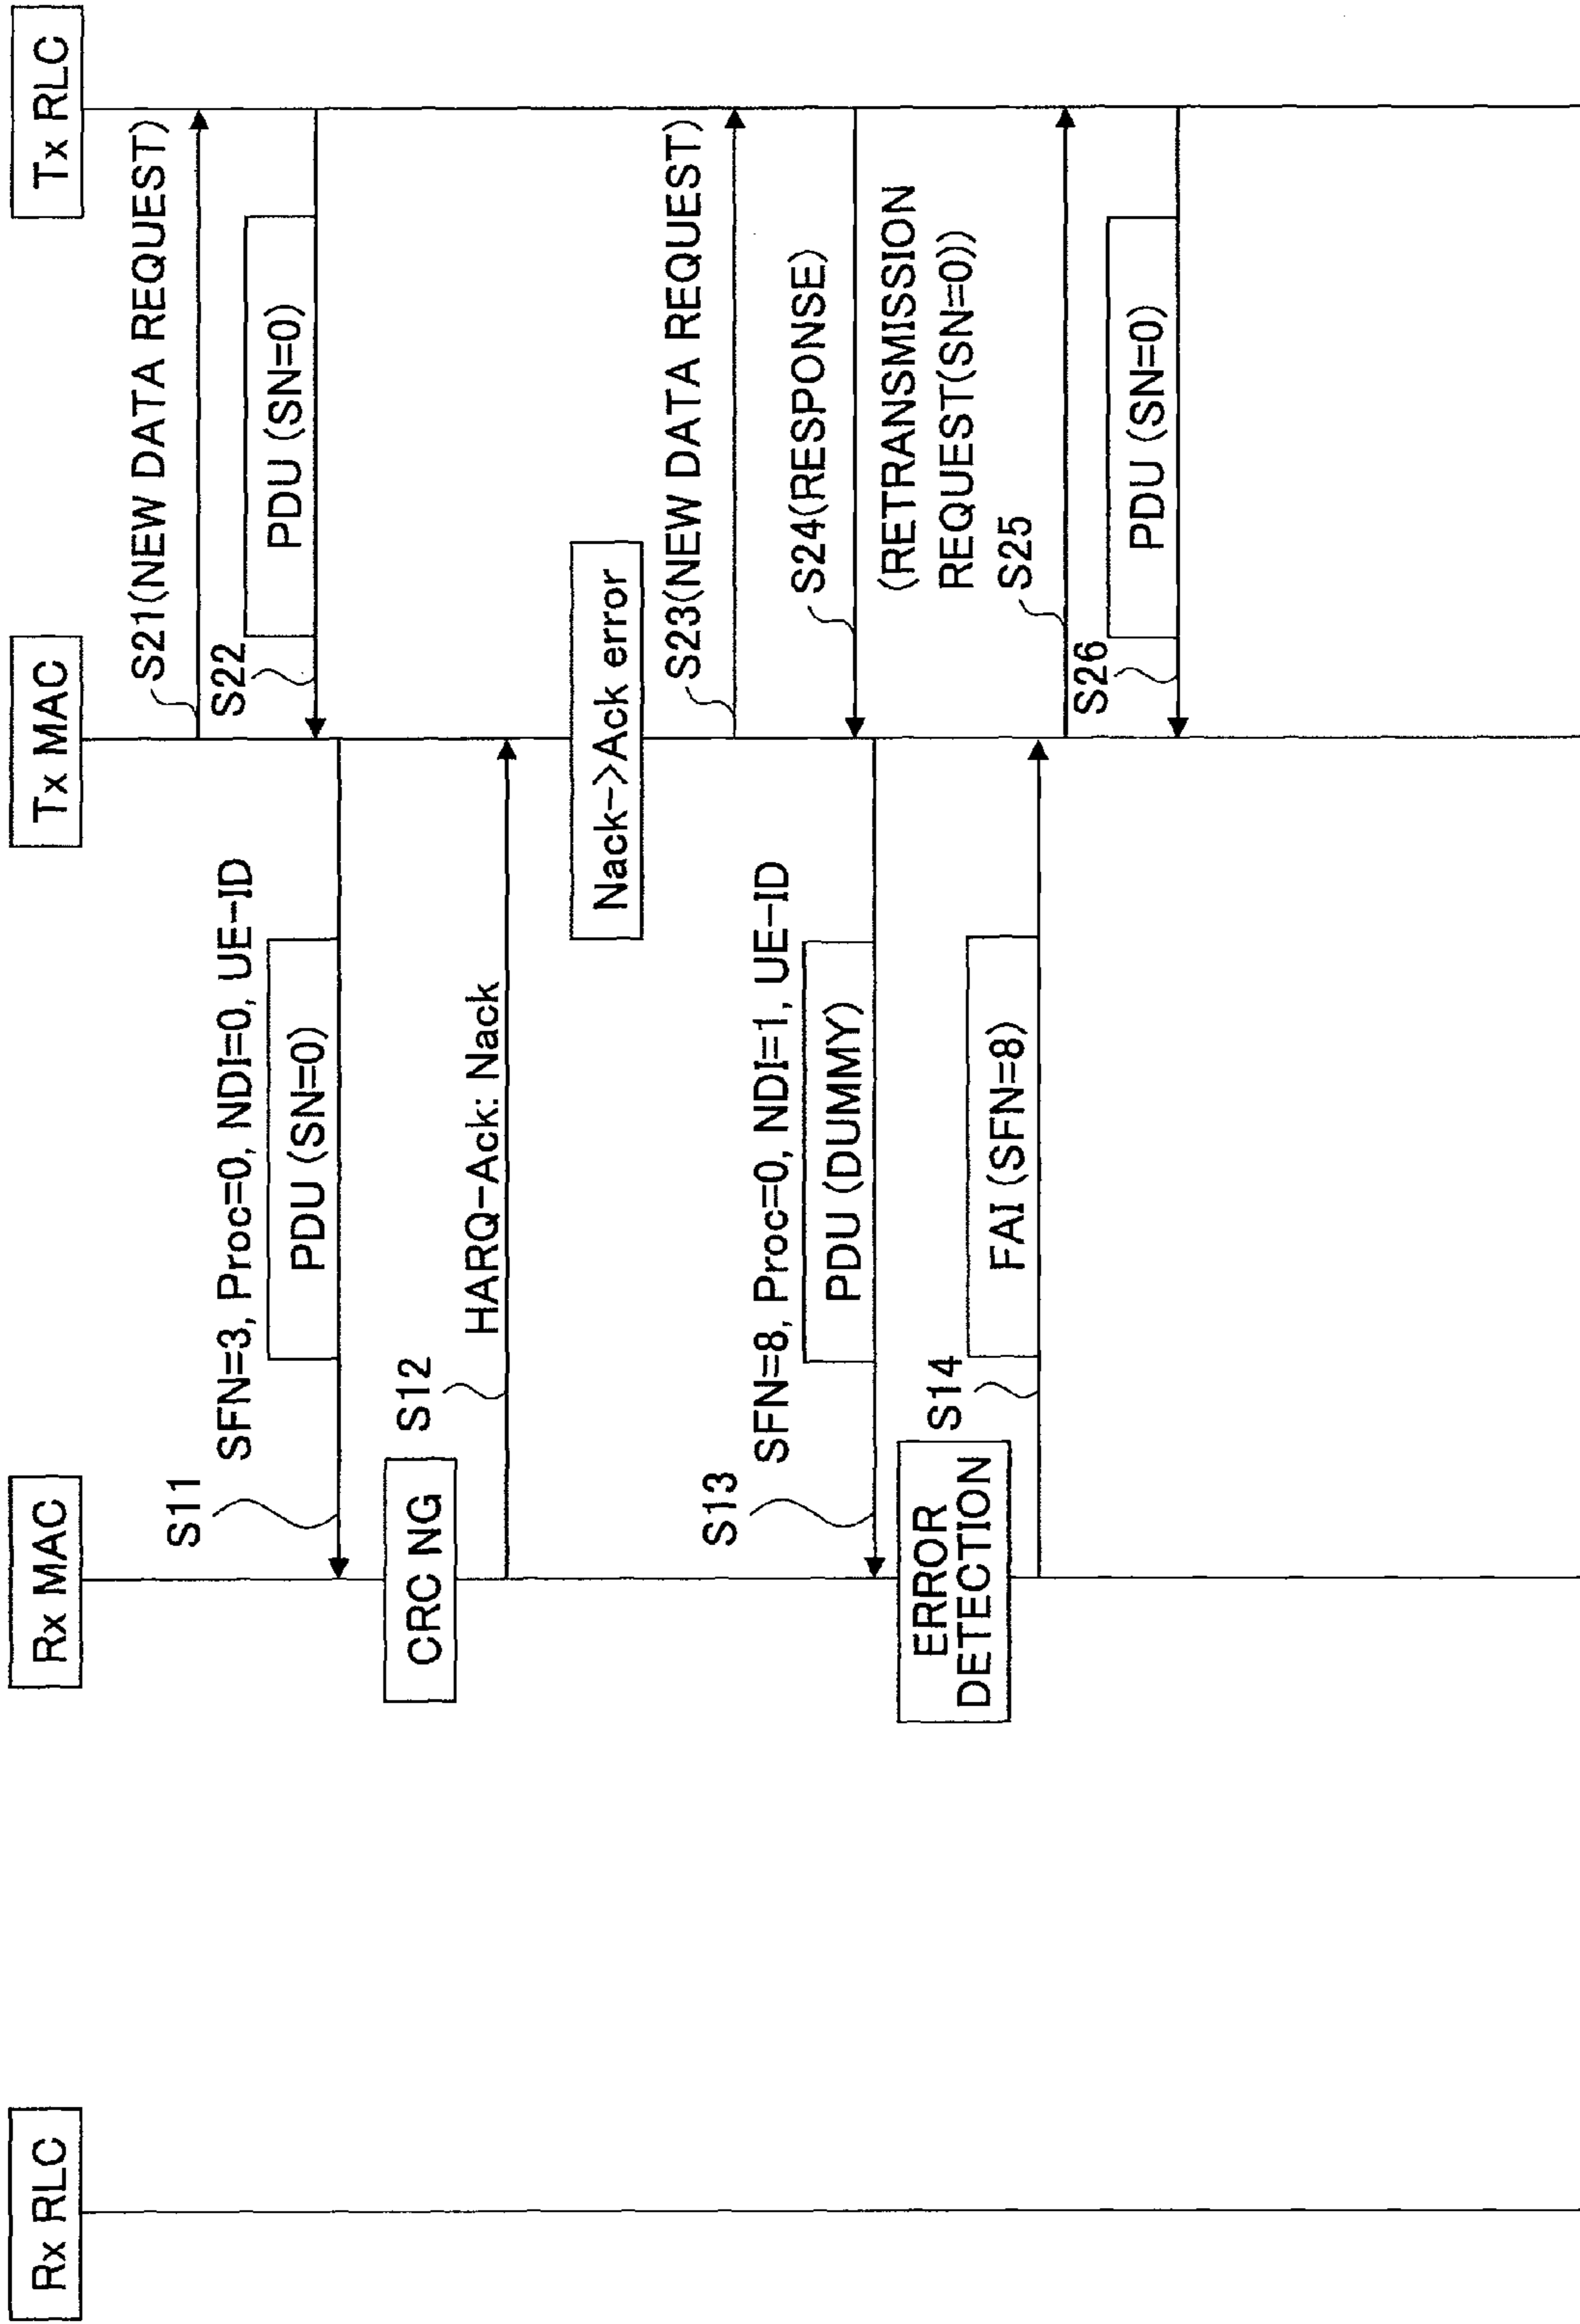 Rx RLC
Rx MAC
Tx MAC
Tx RLC
S21(NEW DATA REQUEST)
S22
PDU (SN=0)
S11
SFN=3, Proc=0, NDI=0, UE-ID
PDU (SN=0)
CRC NG
S12
HARQ-Ack: Nack
Nack->Ack error
S23(NEW DATA REQUEST)
S24(RESPONSE)
S13
SFN=8, Proc=0, NDI=1, UE-ID
PDU (DUMMY)
ERROR
DETECTION
S14
FAI (SFN=8)
(RETRANSMISSION
REQUEST(SN=0))
S25
S26
PDU (SN=0)